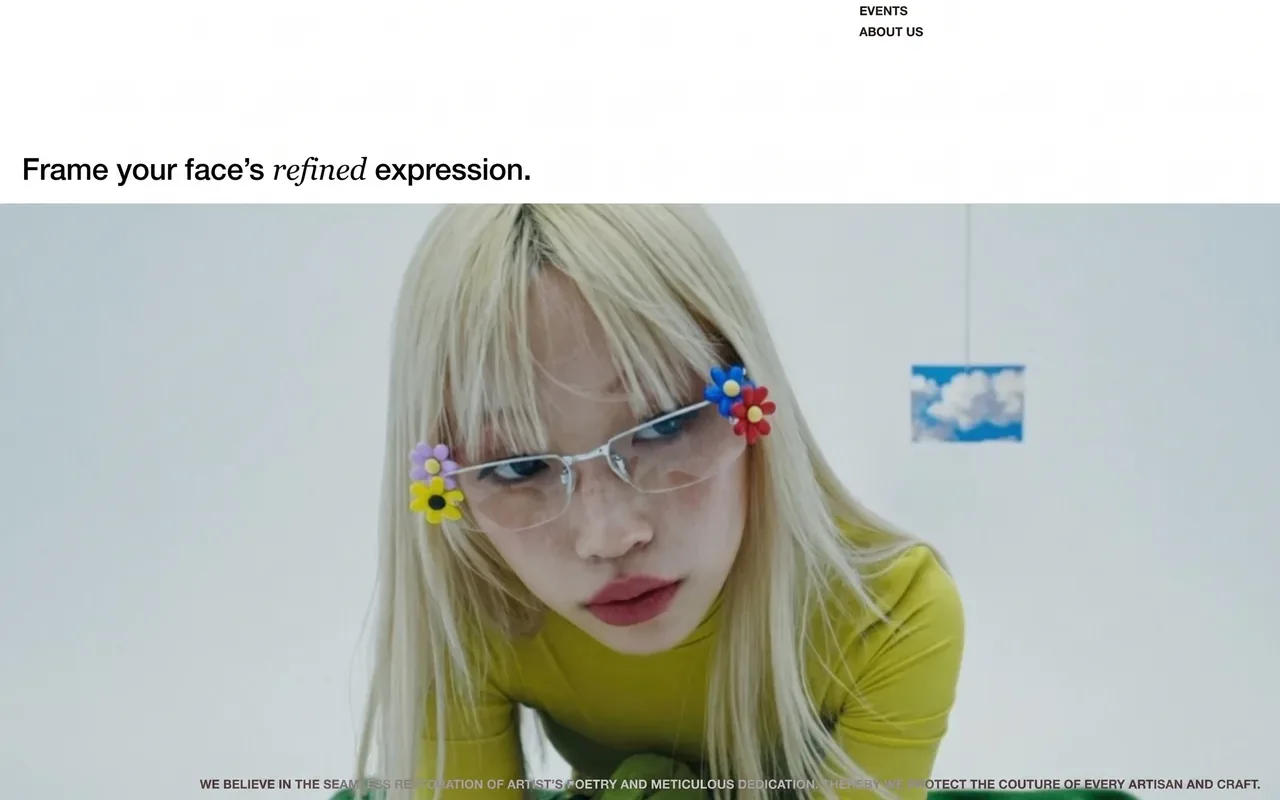 EVENTS
ABOUT US
Frame your face’s refined expression.
WE BELIEVE IN THE SEAMLESS RESTORATION OF ARTIST'S POETRY AND METICULOUS DEDICATION. THEREBY WE PROTECT THE COUTURE OF EVERY ARTISAN AND CRAFT.